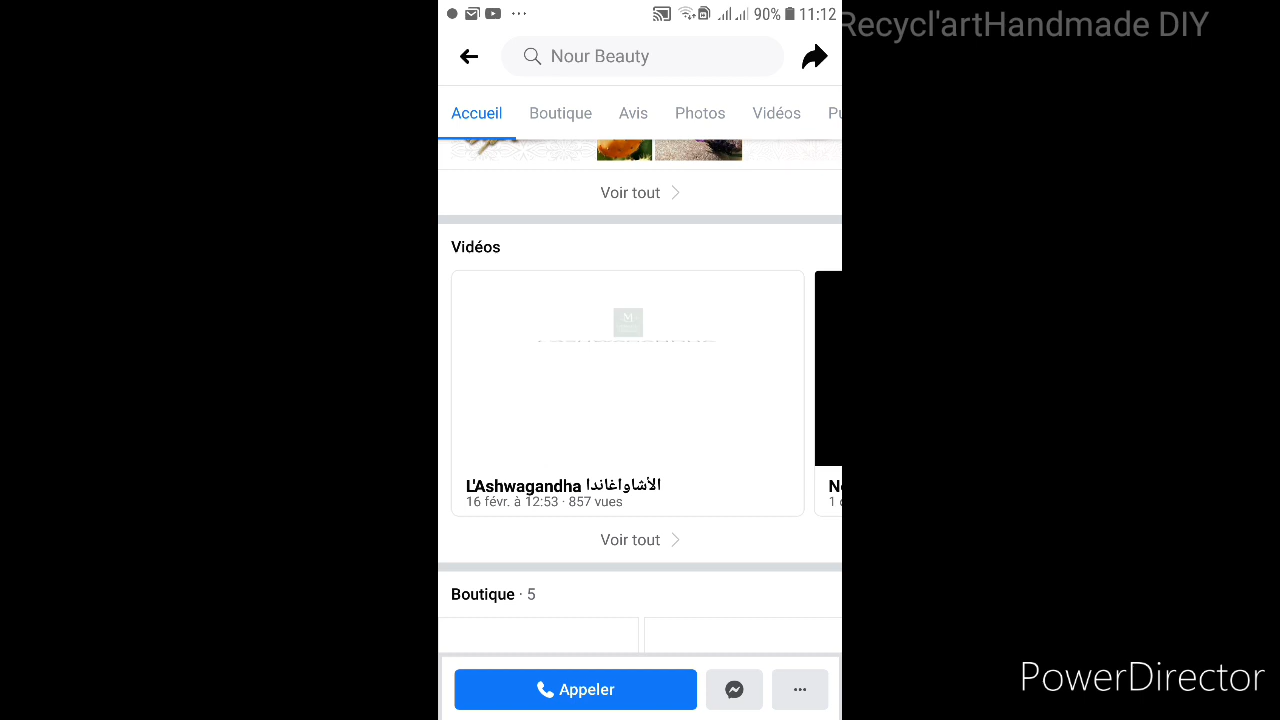 90% 11:12
Recycl'artHandmade DIY
Nour Beauty
Accueil Boutique Avis Photos Vidéos
Voir tout
Vidéos
L'Ashwagandha الأشاواغاندا
16 févr. à 12:53 · 857 vues
Voir tout
Boutique · 5
Appeler
PowerDirector